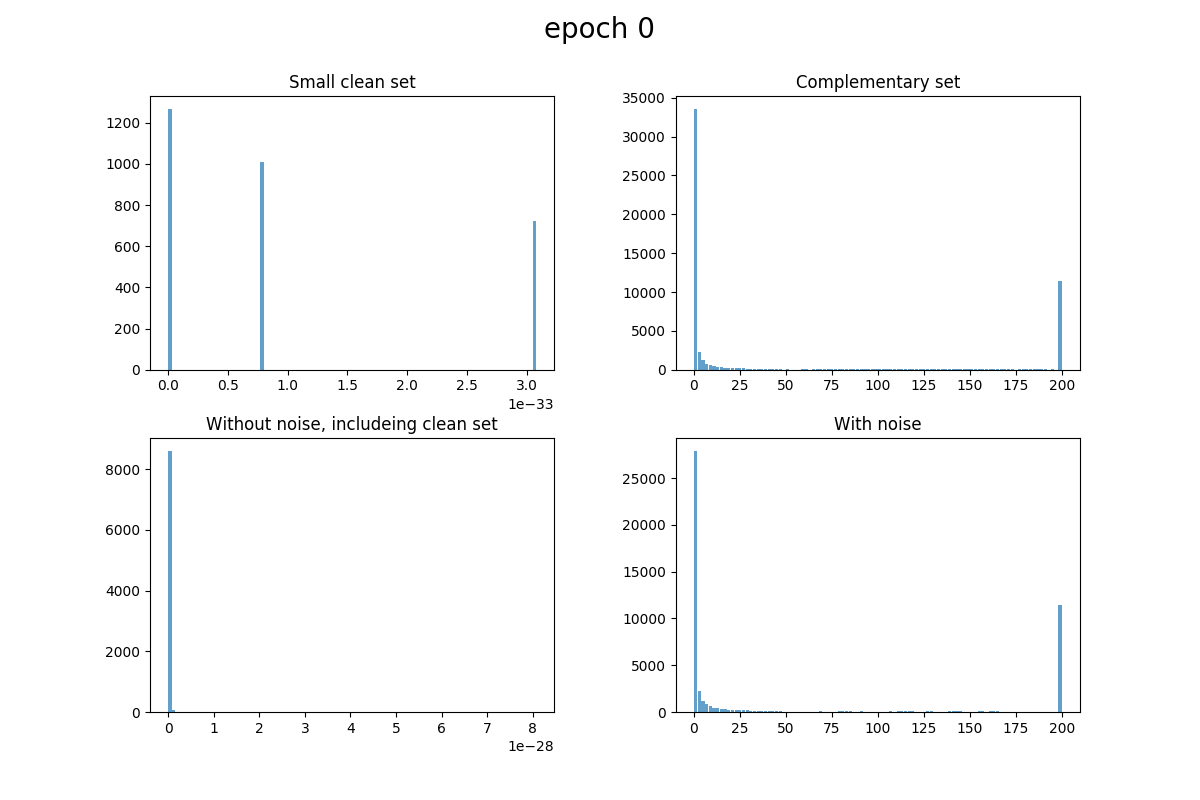 epoch 0
Small clean set
1200
1000
800
600
400
200
0
0.0 0.5 1.0 1.5 2.0 2.5 3.0
1e−33
Complementary set
35000
30000
25000
20000
15000
10000
5000
0
0 25 50 75 100 125 150 175 200
Without noise, includeing clean set
8000
6000
4000
2000
0
0 1 2 3 4 5 6 7 8
1e−28
With noise
25000
20000
15000
10000
5000
0
0 25 50 75 100 125 150 175 200